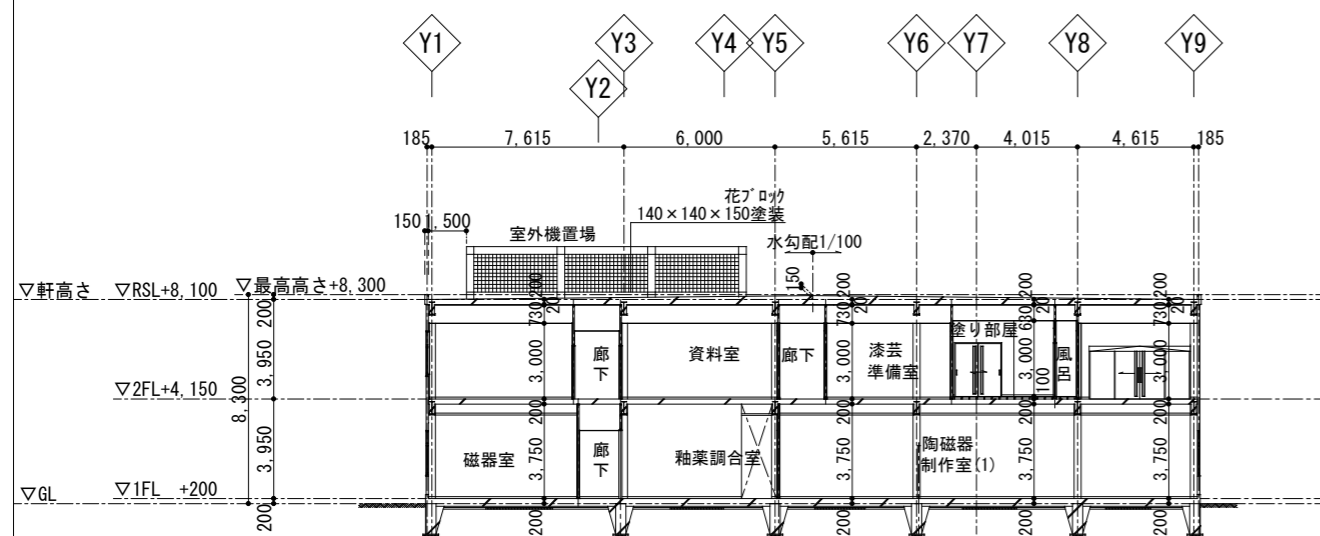 Y1 Y3 Y4 Y5 Y6 Y7 Y8 Y9
Y2
185 7,615 6,000 5,615 2,370 4,015 4,615 185
花ブロック
140×140×150塗装
150 1,500
室外機置場
水勾配1/100
150
▽軒高さ ▽RSL+8,100 ▽最高高さ+8,300
200 200 200 200 200
20 20 20 20
730 730 630 730
3,950 3,000 3,000 3,000 3,000
廊下
資料室
廊下
漆芸
準備室
塗り部屋
風呂
100
8,300
▽2FL+4,150
200 200 200 200
3,950 3,750 3,750 3,750 3,750
磁器室
廊下
釉薬調合室
陶磁器
制作室(1)
▽GL ▽1FL +200
200 200 200 200 200